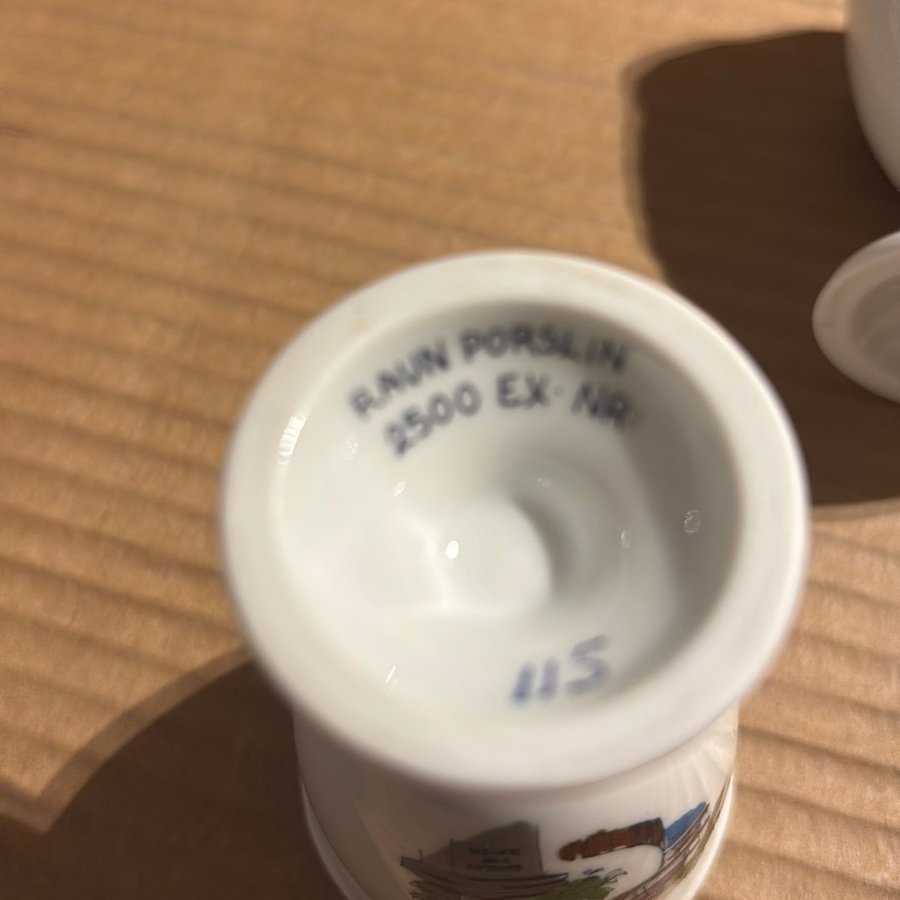 RAUN PORSLIN
2500 EX. NR:
115